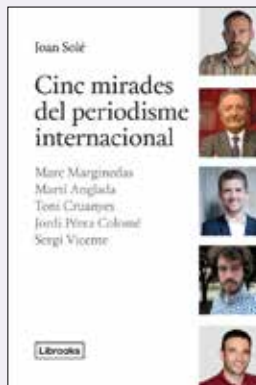 Joan Solé
Cinc mirades
del periodisme
internacional
Marc Marginedas
Martí Anglada
Toni Cruanyes
Jordi Pérez Colomé
Sergi Vicente
Librooks